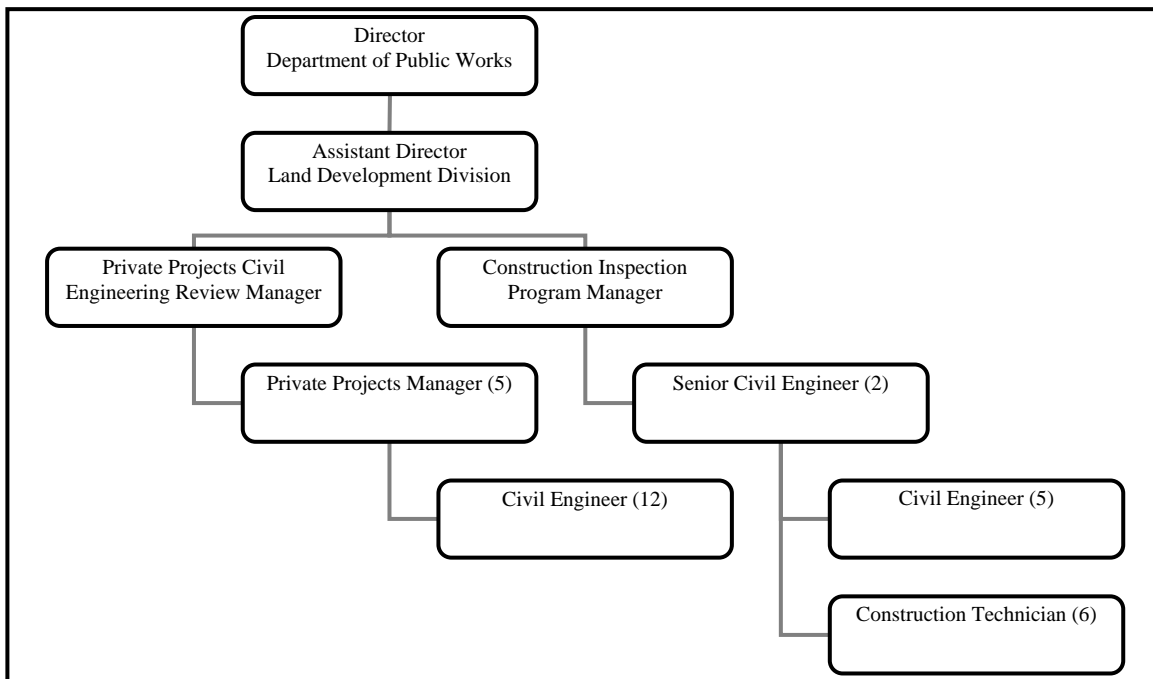 Director
Department of Public Works
Assistant Director
Land Development Division
Private Projects Civil
Engineering Review Manager
Construction Inspection
Program Manager
Private Projects Manager (5)
Senior Civil Engineer (2)
Civil Engineer (12)
Civil Engineer (5)
Construction Technician (6)